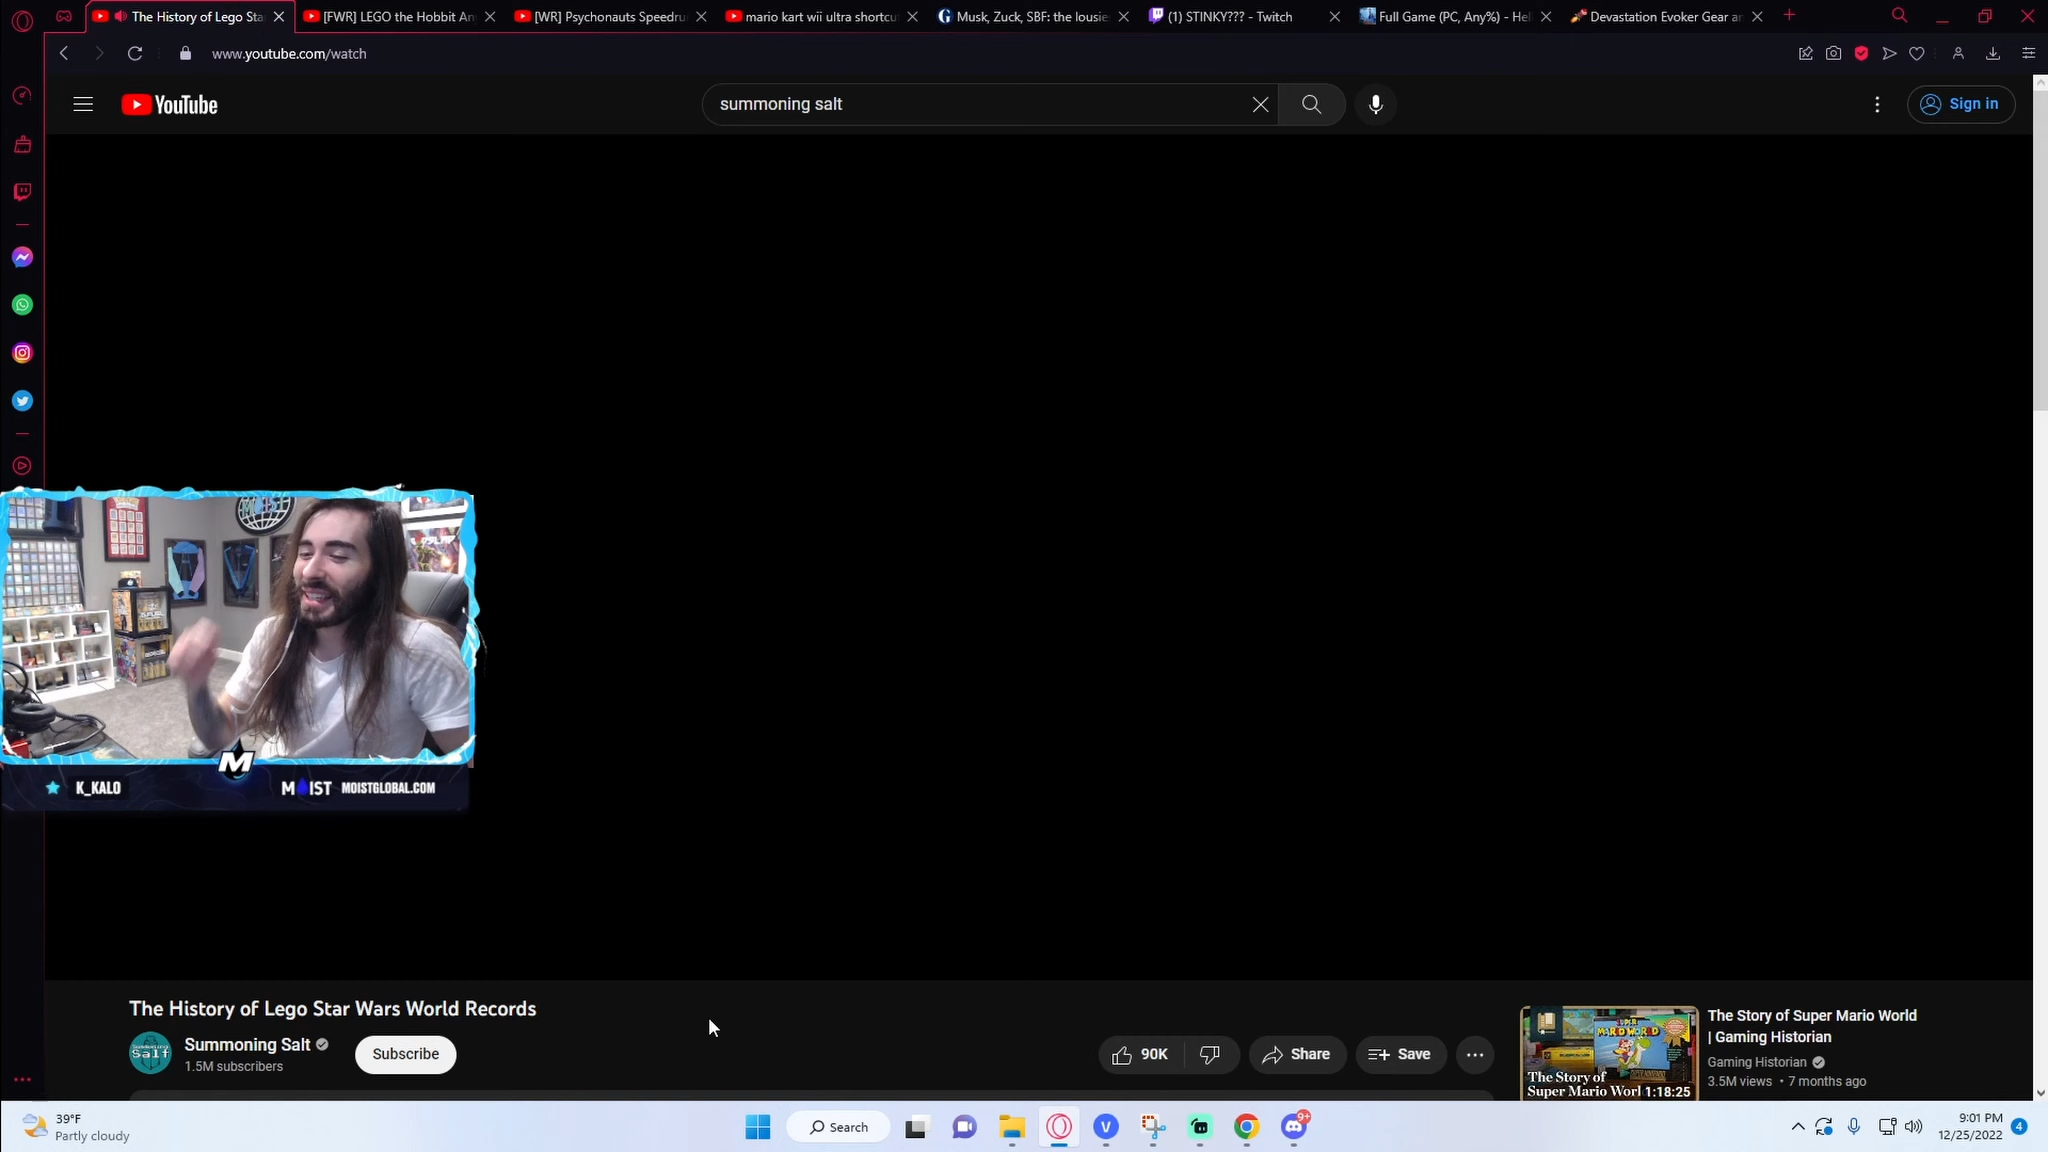 The History of Lego Sta
[FWR] LEGO the Hobbit An
[WR] Psychonauts Speedru
mario kart wii ultra shortcu
Musk, Zuck, SBF: the lousie
(1) STINKY??? - Twitch
Full Game (PC, Any%) - Hel
Devastation Evoker Gear an
www.youtube.com/watch
YouTube
summoning salt
Sign in
MOIST
K_KALO
M
MOIST
MOISTGLOBAL.COM
The History of Lego Star Wars World Records
Summoning Salt
1.5M subscribers
Subscribe
90K
Share
Save
The Story of
Super Mario Worl
1:18:25
The Story of Super Mario World
| Gaming Historian
Gaming Historian
3.5M views • 7 months ago
39°F
Partly cloudy
Search
V
9+
9:01 PM
12/25/2022
4